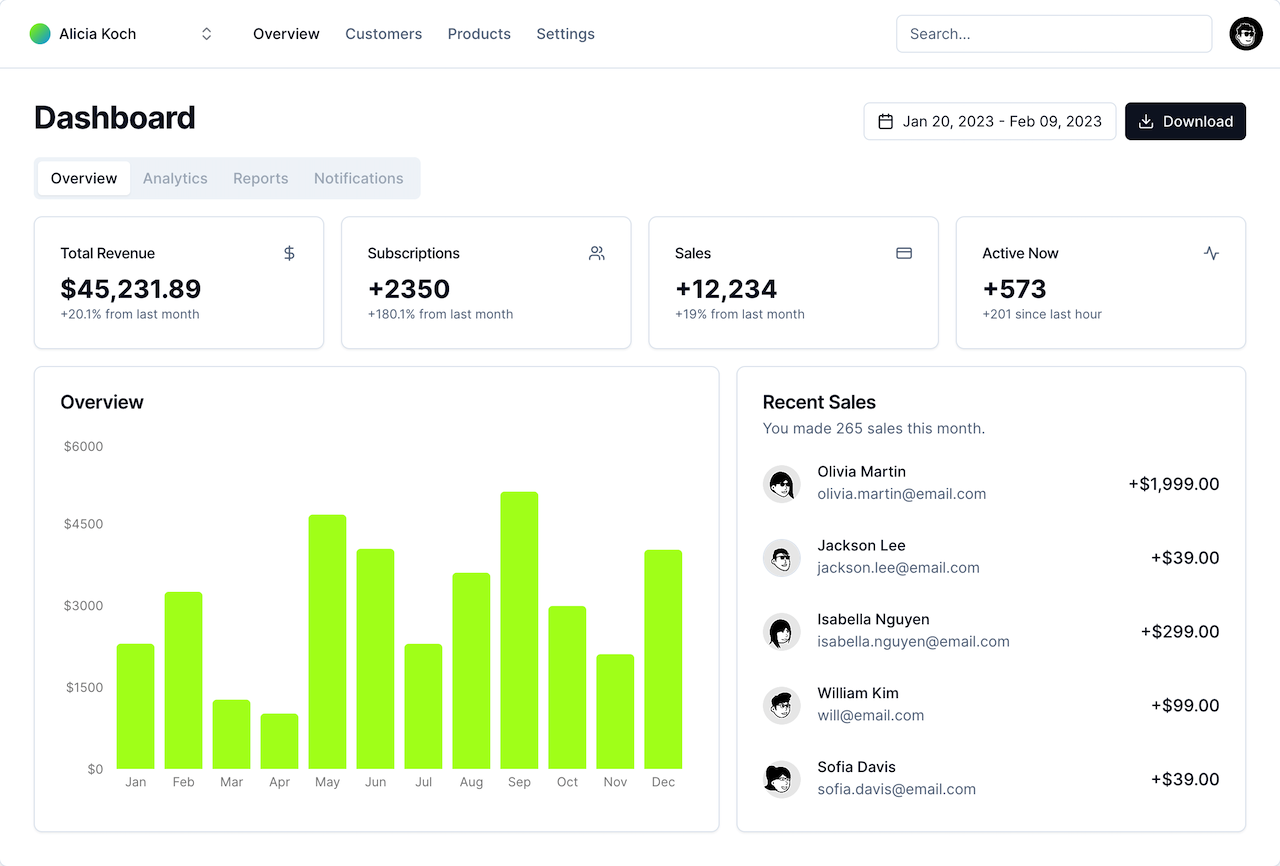 Alicia Koch
Overview Customers Products Settings
Search...
Dashboard
Jan 20, 2023 - Feb 09, 2023
Download
Overview Analytics Reports Notifications
Total Revenue
$45,231.89
+20.1% from last month
Subscriptions
+2350
+180.1% from last month
Sales
+12,234
+19% from last month
Active Now
+573
+201 since last hour
Overview
$6000
$4500
$3000
$1500
$0
Jan Feb Mar Apr May Jun Jul Aug Sep Oct Nov Dec
Recent Sales
You made 265 sales this month.
Olivia Martin
olivia.martin@email.com
+$1,999.00
Jackson Lee
jackson.lee@email.com
+$39.00
Isabella Nguyen
isabella.nguyen@email.com
+$299.00
William Kim
will@email.com
+$99.00
Sofia Davis
sofia.davis@email.com
+$39.00